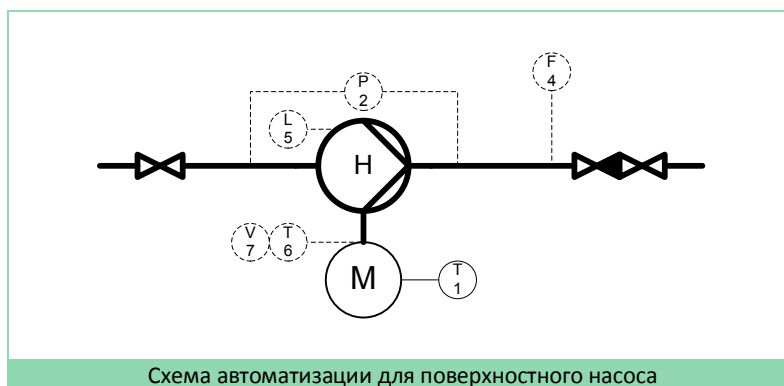 F
4
P
2
L
5
Н
V
7
T
6
М
T
1
Схема автоматизации для поверхностного насоса